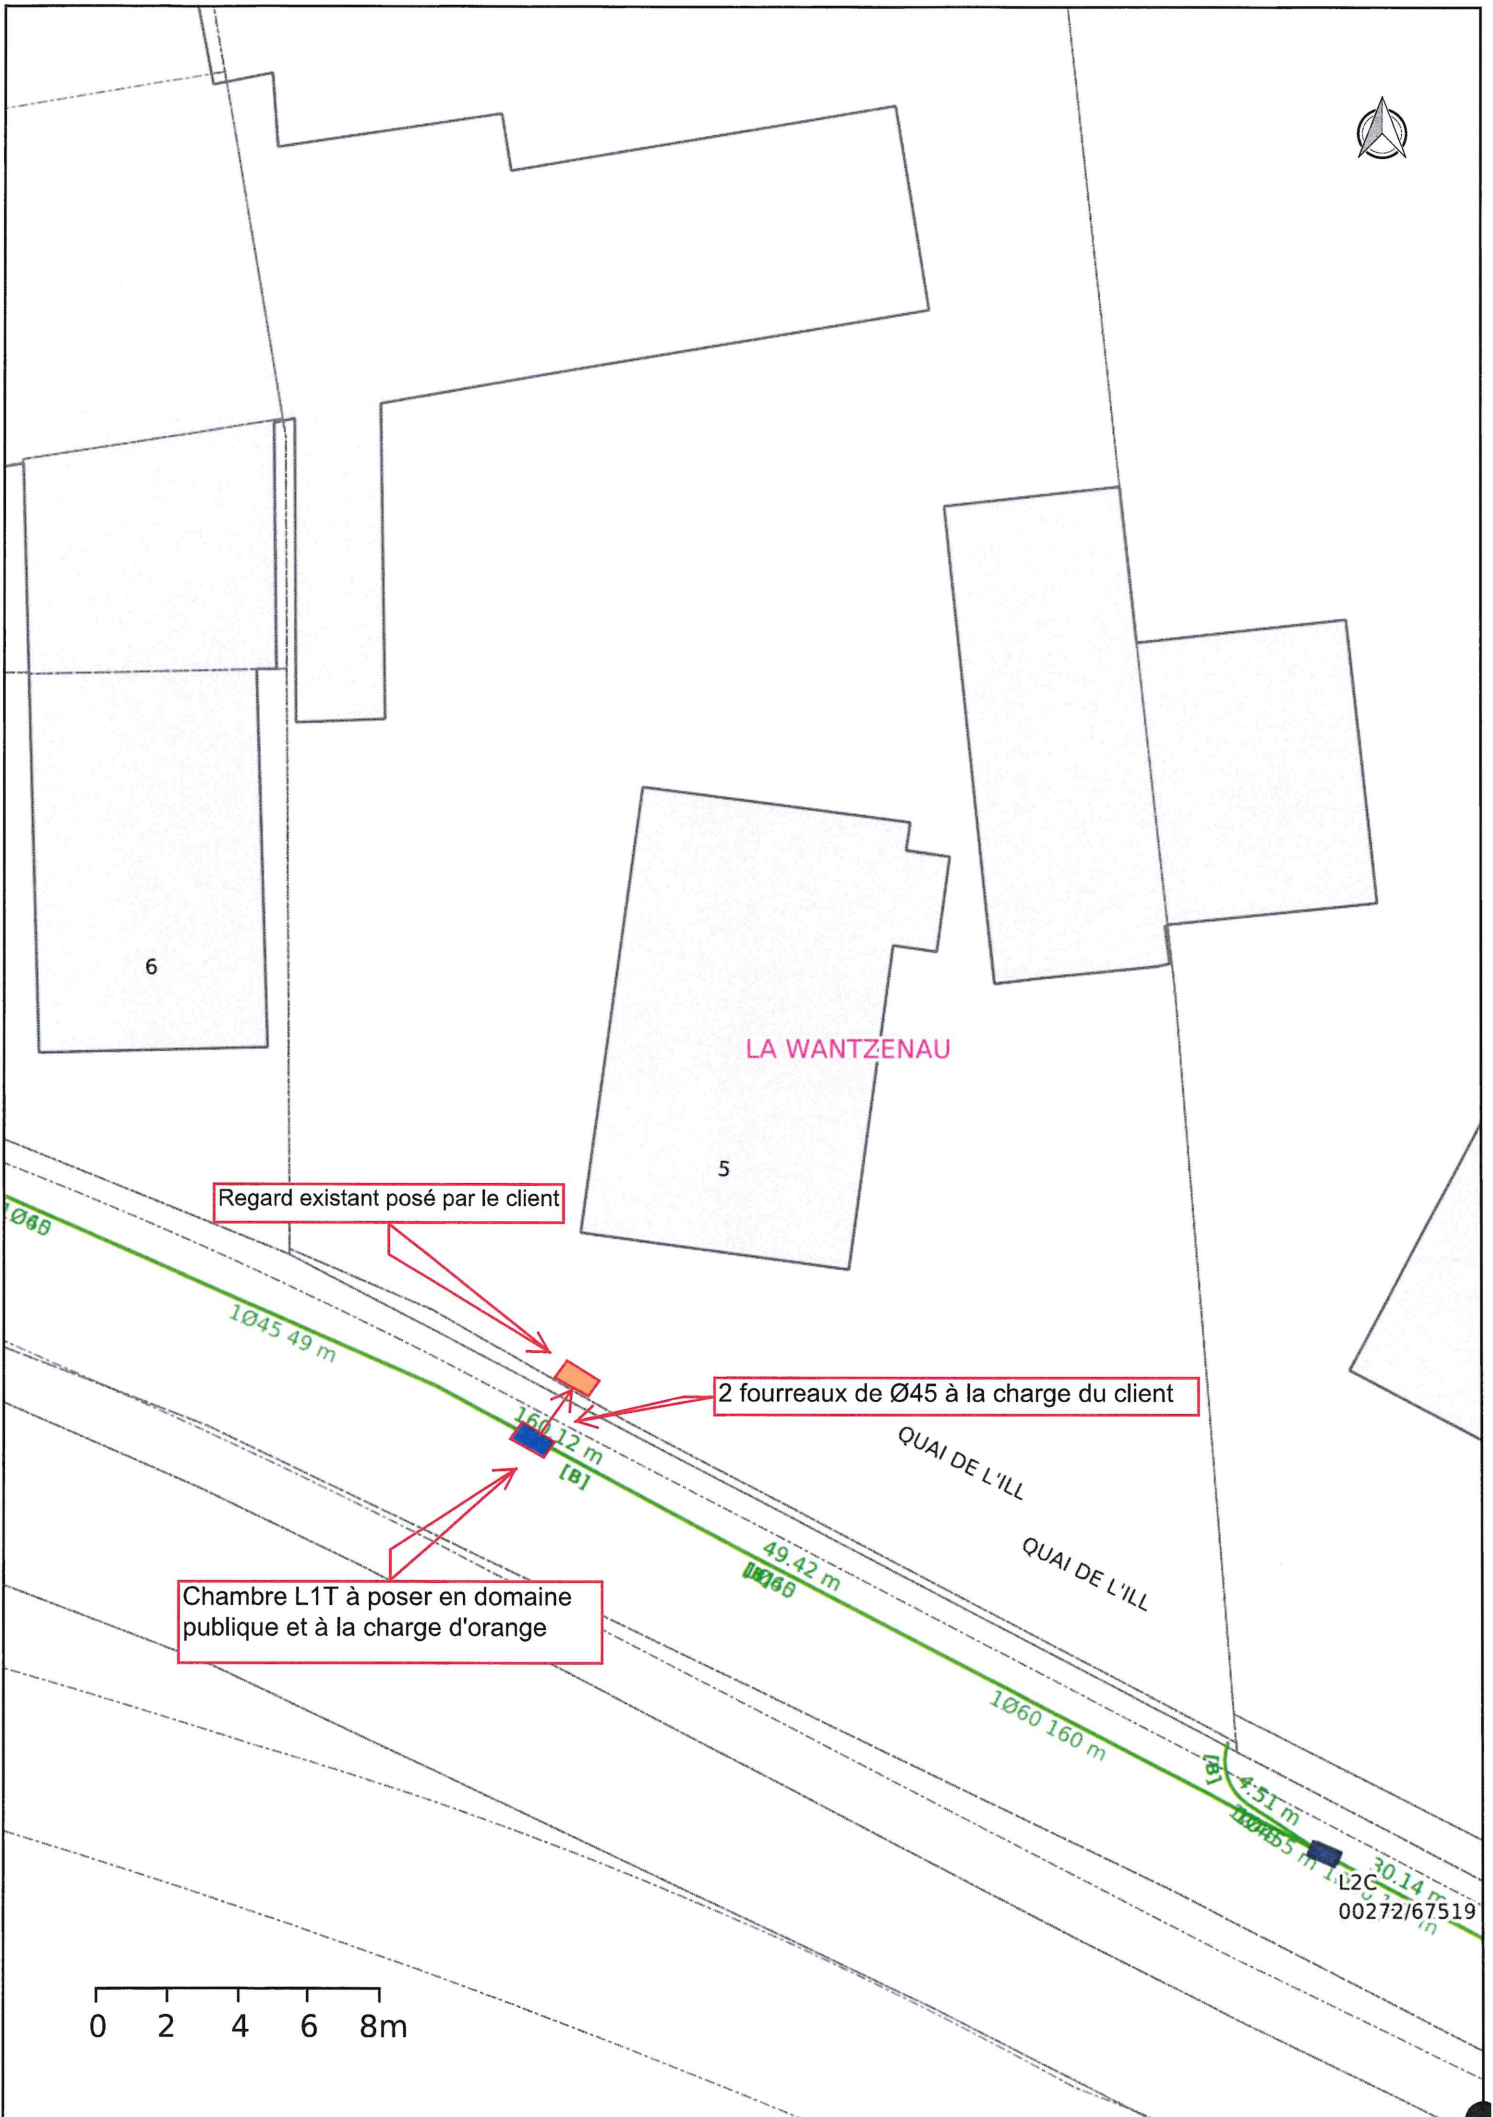 6
LA WANTZENAU
5
Regard existant posé par le client
1Ø45 49 m
2 fourreaux de Ø45 à la charge du client
160.12 m
[B]
QUAI DE L'ILL
QUAI DE L'ILL
49.42 m
Chambre L1T à poser en domaine
publique et à la charge d'orange
1Ø60 160 m
[B]
4.51 m
30.14 m
L2C
00272/67519
0 2 4 6 8m